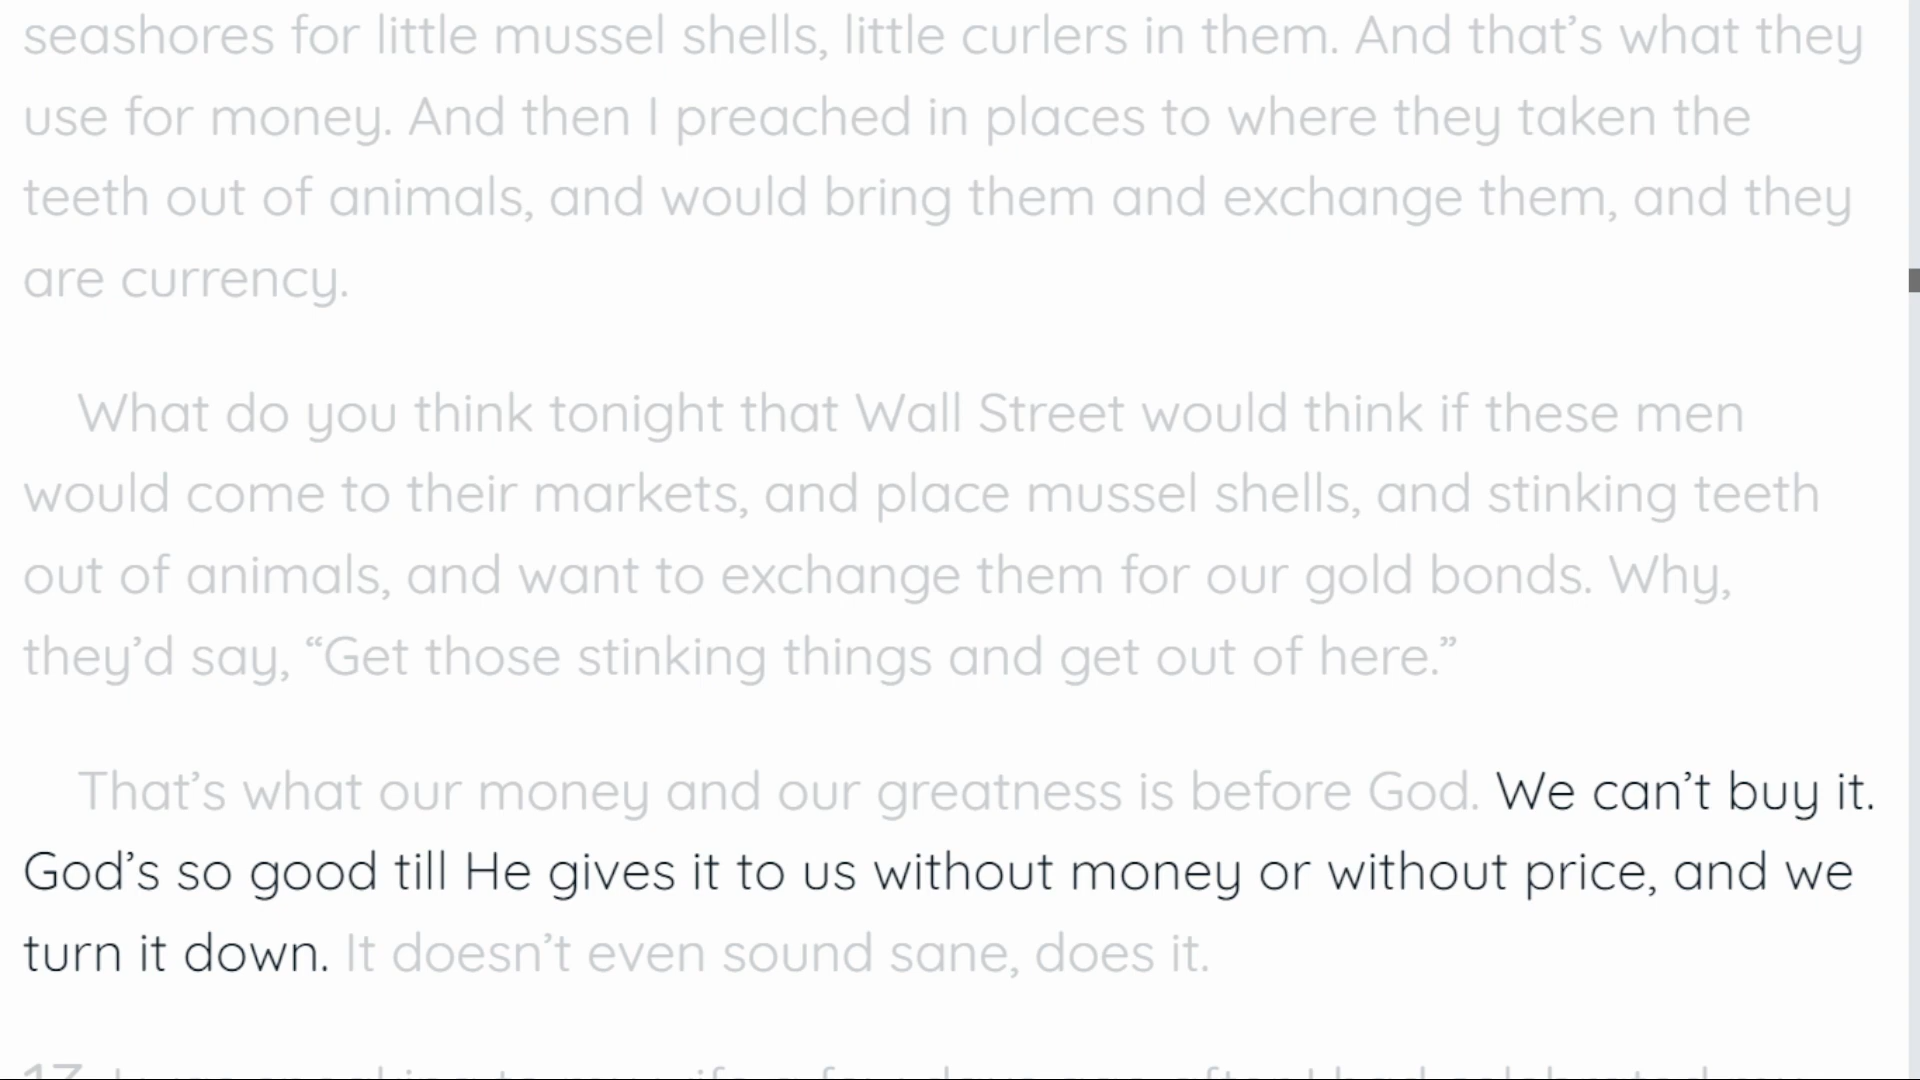 seashores for little mussel shells, little curlers in them. And that’s what they
use for money. And then I preached in places to where they taken the
teeth out of animals, and would bring them and exchange them, and they
are currency.
What do you think tonight that Wall Street would think if these men
would come to their markets, and place mussel shells, and stinking teeth
out of animals, and want to exchange them for our gold bonds. Why,
they’d say, “Get those stinking things and get out of here.”
That’s what our money and our greatness is before God. We can’t buy it.
God’s so good till He gives it to us without money or without price, and we
turn it down. It doesn’t even sound sane, does it.